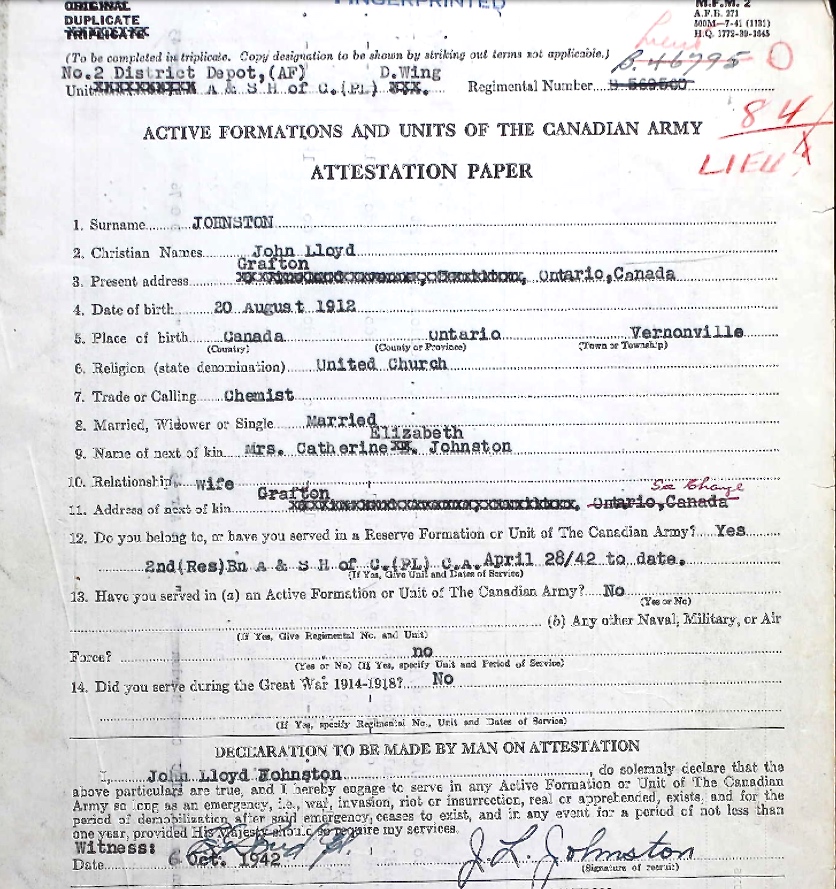 FINGERPRINTED
ORIGINAL
DUPLICATE
TRIPLICATE
M.F.M. 2
A.F.B. 271
500M—7-41 (1131)
H.Q. 1772-39-1645
(To be completed in triplicate. Copy designation to be shown by striking out terms not applicable.)
Lieut
B.46795
No.2 District Depot,(AF) D.Wing
Unit A & S H of C.(PL) Regimental Number
84
LIEU
ACTIVE FORMATIONS AND UNITS OF THE CANADIAN ARMY
ATTESTATION PAPER
1. Surname JOHNSTON
2. Christian Names John Lloyd
Grafton
3. Present address Ontario,Canada
4. Date of birth 20 August 1912
5. Place of birth Canada Ontario Vernonville
(Country) (County or Province) (Town or Township)
6. Religion (state denomination) United Church
7. Trade or Calling Chemist
8. Married, Widower or Single Married
Elizabeth
9. Name of next of kin Mrs. Catherine Johnston
10. Relationship wife
See Change
Grafton
11. Address of next of kin Ontario,Canada
12. Do you belong to, or have you served in a Reserve Formation or Unit of The Canadian Army? Yes
2nd(Res)Bn A & S H of C.(PL) C.A. April 28/42 to date.
(If Yes, Give Unit and Dates of Service)
13. Have you served in (a) an Active Formation or Unit of The Canadian Army? No
(Yes or No)
(b) Any other Naval, Military, or Air
(If Yes, Give Regimental No. and Unit)
Force? no
(Yes or No) (If Yes, specify Unit and Period of Service)
14. Did you serve during the Great War 1914-1918? No
(If Yes, specify Regimental No., Unit and Dates of Service)
DECLARATION TO BE MADE BY MAN ON ATTESTATION
I, John Lloyd Johnston, do solemnly declare that the
above particulars are true, and I hereby engage to serve in any Active Formation or Unit of The Canadian
Army so long as an emergency, i.e., war, invasion, riot or insurrection, real or apprehended, exists, and for the
period of demobilization after said emergency ceases to exist, and in any event for a period of not less than
one year, provided His Majesty should so require my services.
Witness:
Date 6 Oct. 1942 J. L. Johnston
(Signature of recruit)